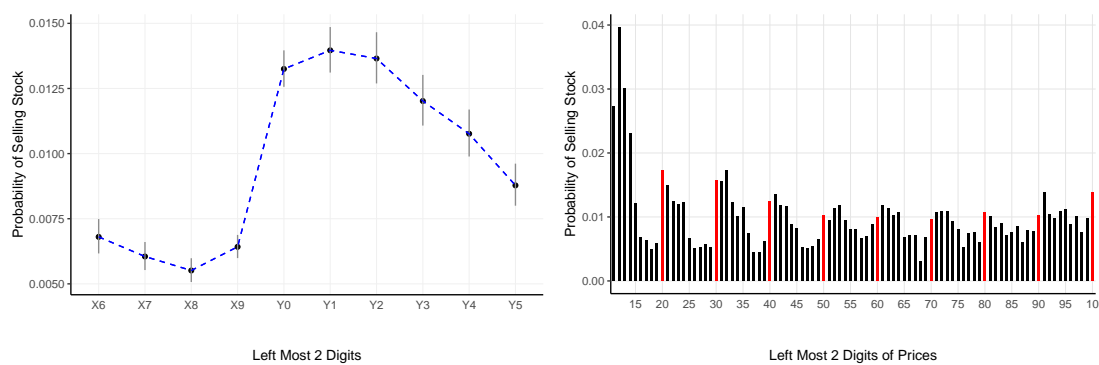 Probability of Selling Stock
0.0150
0.0125
0.0100
0.0075
0.0050
X6 X7 X8 X9 Y0 Y1 Y2 Y3 Y4 Y5
Left Most 2 Digits
Probability of Selling Stock
0.04
0.03
0.02
0.01
0.00
15 20 25 30 35 40 45 50 55 60 65 70 75 80 85 90 95 10
Left Most 2 Digits of Prices